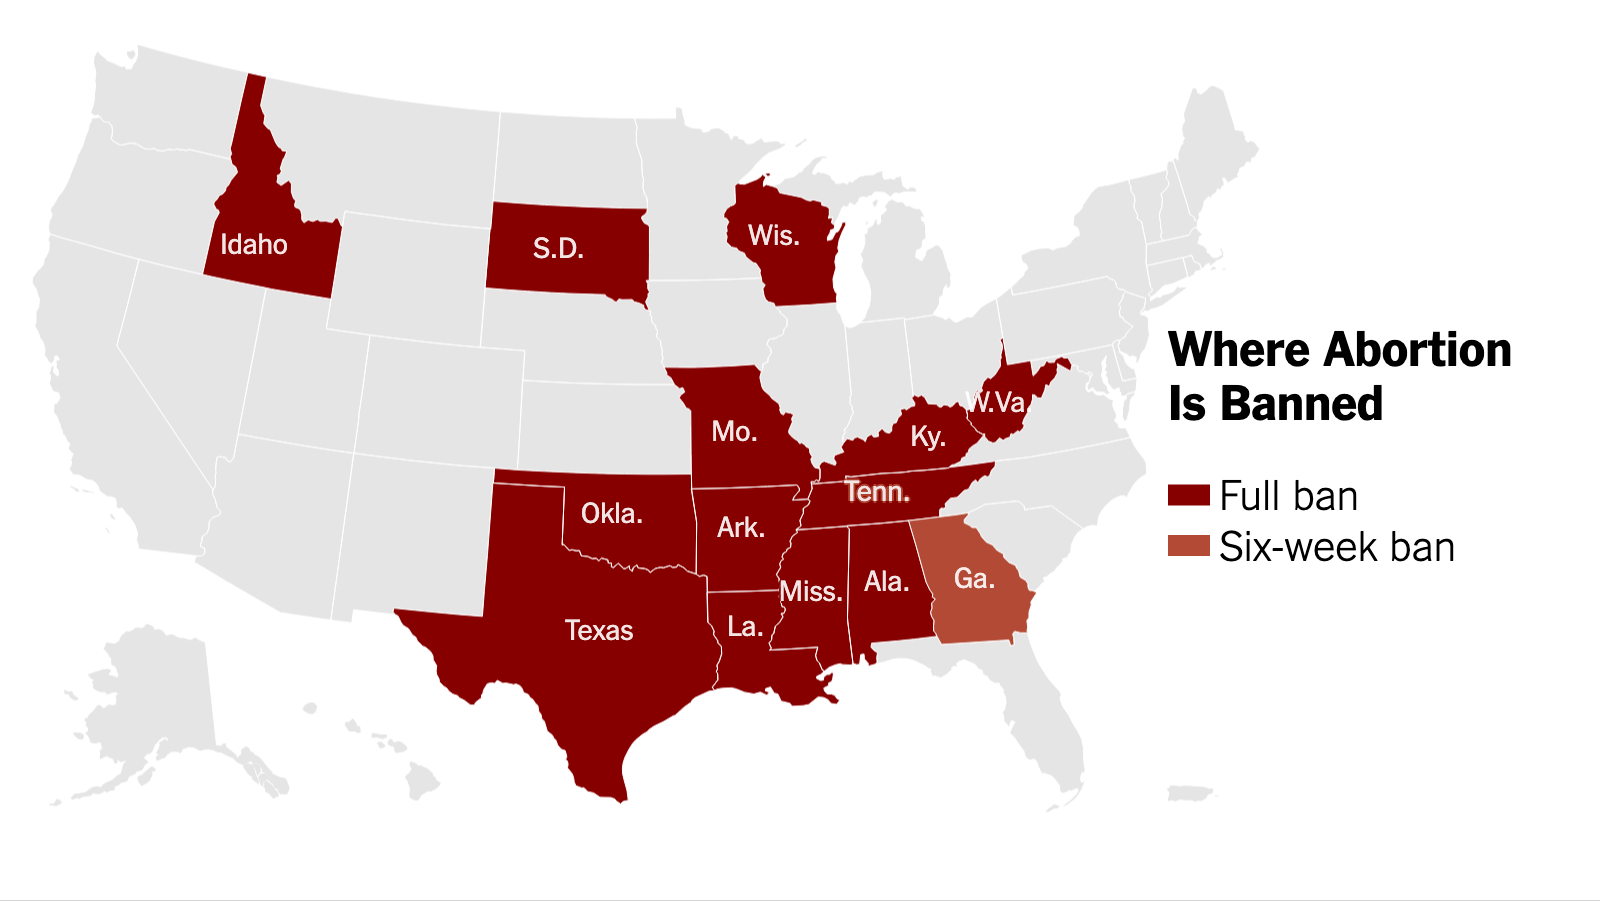 Idaho
S.D.
Wis.
Where Abortion
Is Banned
W.Va.
Mo.
Ky.
Tenn.
Full ban
Okla.
Ark.
Six-week ban
Miss.
Ala.
Ga.
Texas
La.